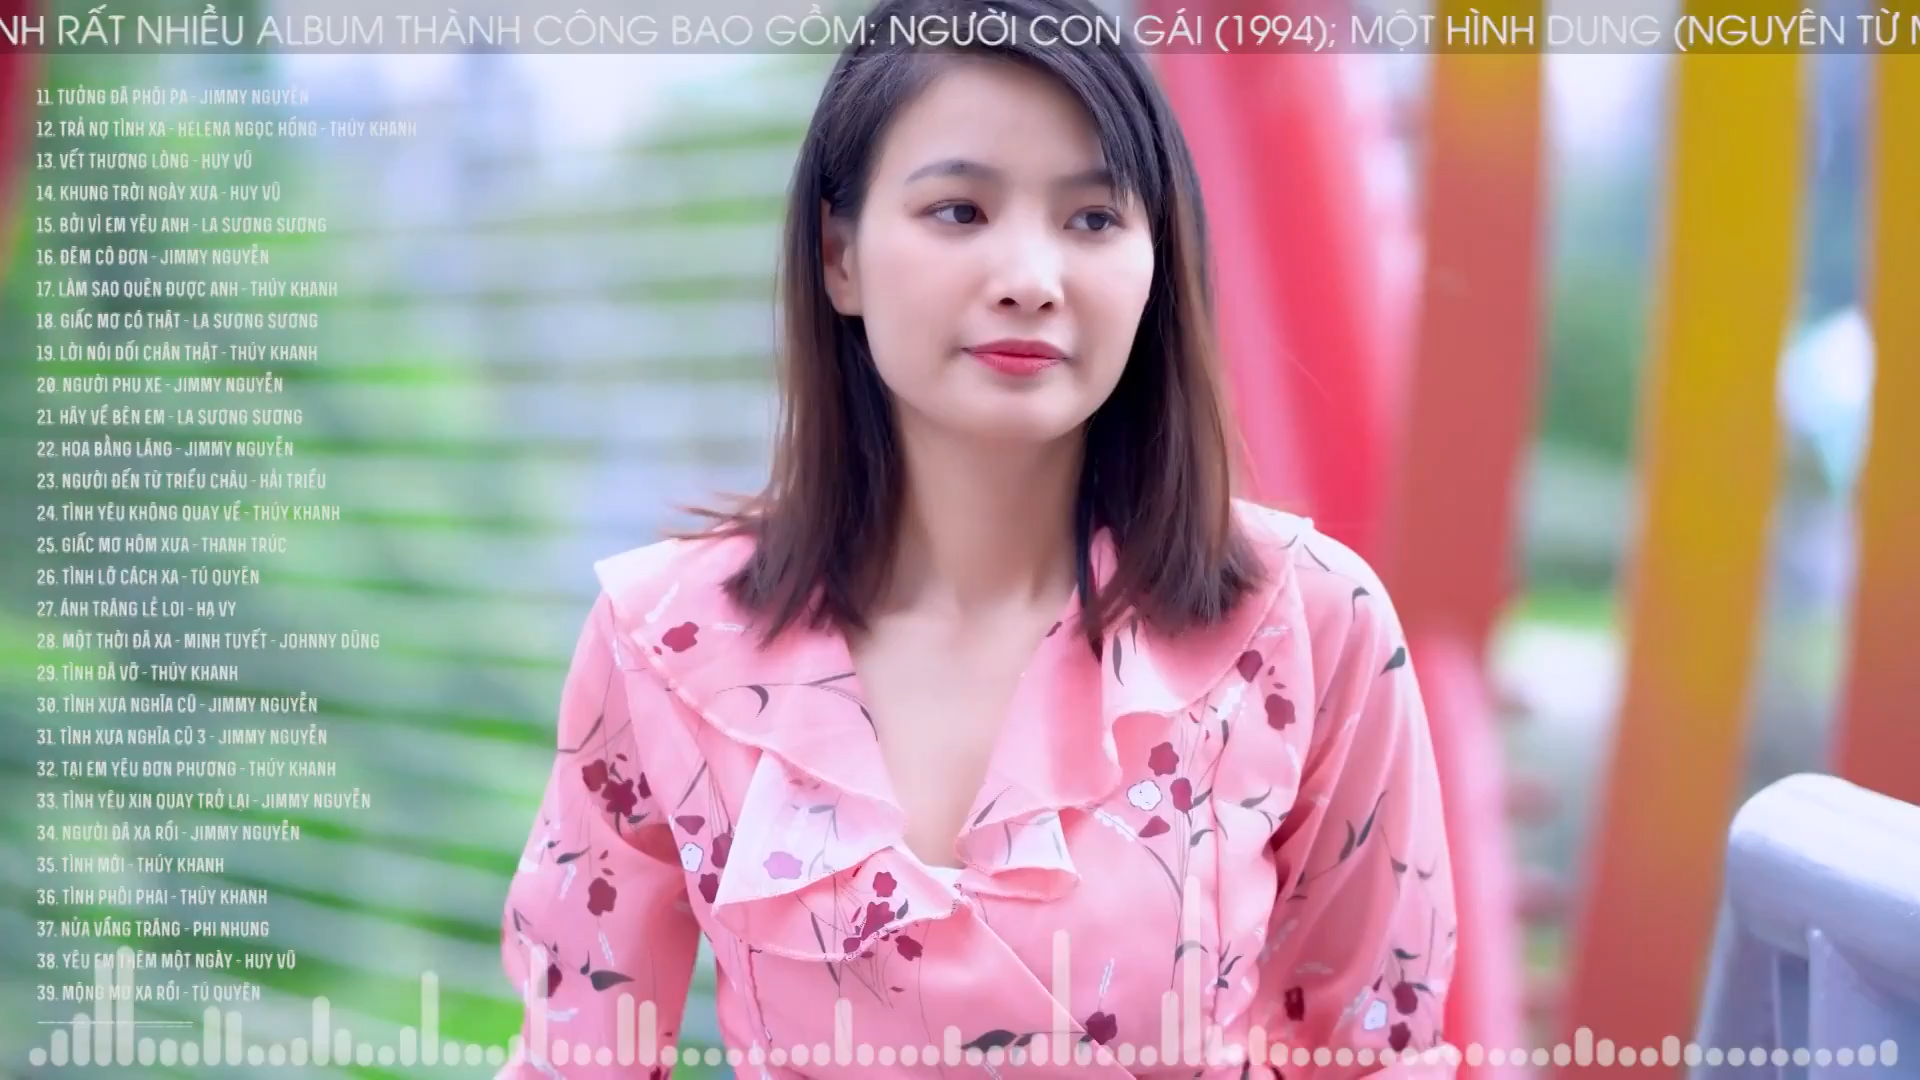 NH RẤT NHIỀU ALBUM THÀNH CÔNG BAO GỒM: NGƯỜI CON GÁI (1994); MỘT HÌNH DUNG (NGUYÊN TỪ
11. TƯỞNG ĐÃ PHÔI PA - JIMMY NGUYỄN
12. TRẢ NỢ TÌNH XA - HELENA NGỌC HỒNG - THÚY KHANH
13. VẾT THƯƠNG LÒNG - HUY VŨ
14. KHUNG TRỜI NGÀY XƯA - HUY VŨ
15. BỞI VÌ EM YÊU ANH - LA SƯƠNG SƯƠNG
16. ĐÊM CÔ ĐƠN - JIMMY NGUYỄN
17. LÀM SAO QUÊN ĐƯỢC ANH - THÚY KHANH
18. GIẤC MƠ CÓ THẬT - LA SƯƠNG SƯƠNG
19. LỜI NÓI DỐI CHÂN THẬT - THÚY KHANH
20. NGƯỜI PHU XE - JIMMY NGUYỄN
21. HÃY VỀ BÊN EM - LA SƯƠNG SƯƠNG
22. HOA BẰNG LĂNG - JIMMY NGUYỄN
23. NGƯỜI ĐẾN TỪ TRIỀU CHÂU - HẢI TRIỀU
24. TÌNH YÊU KHÔNG QUAY VỀ - THÚY KHANH
25. GIẤC MƠ HÔM XƯA - THANH TRÚC
26. TÌNH LỠ CÁCH XA - TÚ QUYÊN
27. ÁNH TRĂNG LẺ LOI - HẠ VY
28. MỘT THỜI ĐÃ XA - MINH TUYẾT - JOHNNY DŨNG
29. TÌNH ĐÃ VỠ - THÚY KHANH
30. TÌNH XƯA NGHĨA CŨ - JIMMY NGUYỄN
31. TÌNH XƯA NGHĨA CŨ 3 - JIMMY NGUYỄN
32. TẠI EM YÊU ĐƠN PHƯƠNG - THÚY KHANH
33. TÌNH YÊU XIN QUAY TRỞ LẠI - JIMMY NGUYỄN
34. NGƯỜI ĐÃ XA RỒI - JIMMY NGUYỄN
35. TÌNH MỚI - THÚY KHANH
36. TÌNH PHÔI PHAI - THÚY KHANH
37. NỬA VẦNG TRĂNG - PHI NHUNG
38. YÊU EM THÊM MỘT NGÀY - HUY VŨ
39. MỘNG MƠ XA RỒI - TÚ QUYÊN